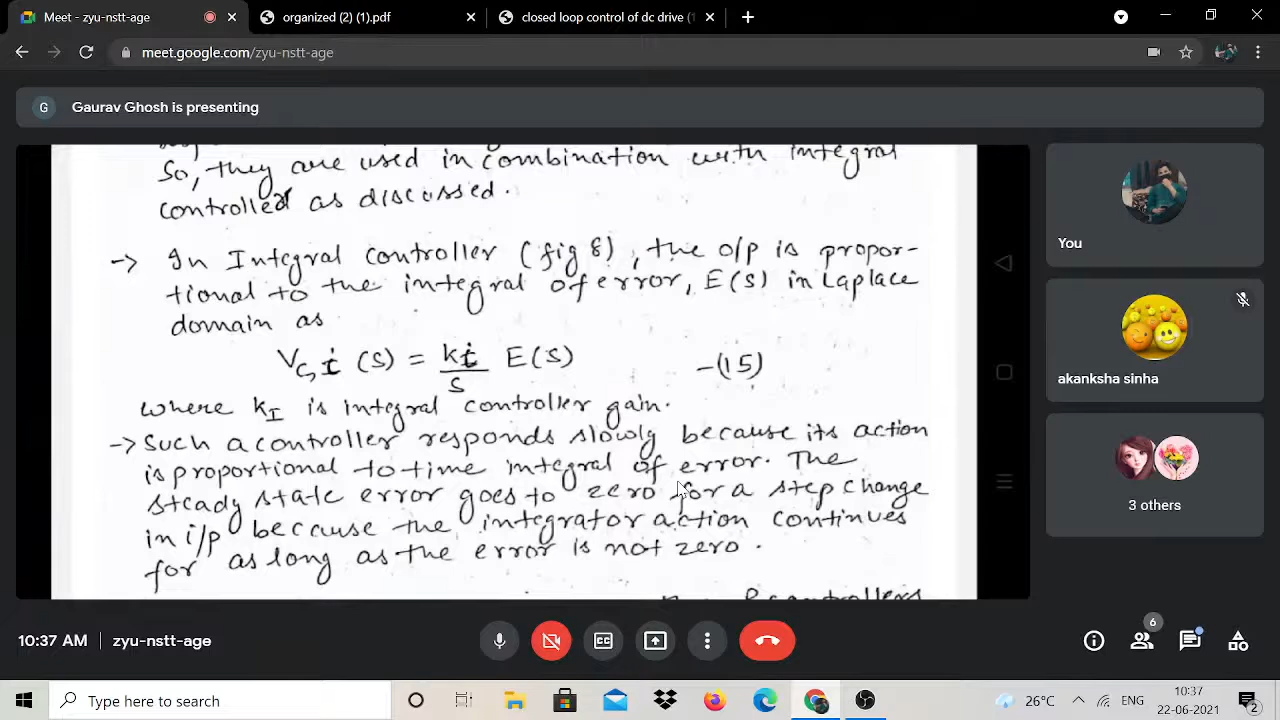 Meet - zyu-nstt-age
organized (2) (1).pdf
closed loop control of dc drive (1
meet.google.com/zyu-nstt-age
G Gaurav Ghosh is presenting
So, they are used in combination with integral
controller as discussed.
→ In Integral controller (fig 8), the o/p is propor-
tional to the integral of error, E(s) in Laplace
domain as
Vc,i (s) = ki/s E(s) -(15)
where kI is integral controller gain.
→ Such a controller responds slowly because its action
is proportional to time integral of error. The
steady state error goes to zero for a step change
in i/p because the integrator action continues
for as long as the error is not zero.
P controllers
You
akanksha sinha
3 others
10:37 AM | zyu-nstt-age
6
Type here to search
26°C
ENG
10:37
22-06-2021
2